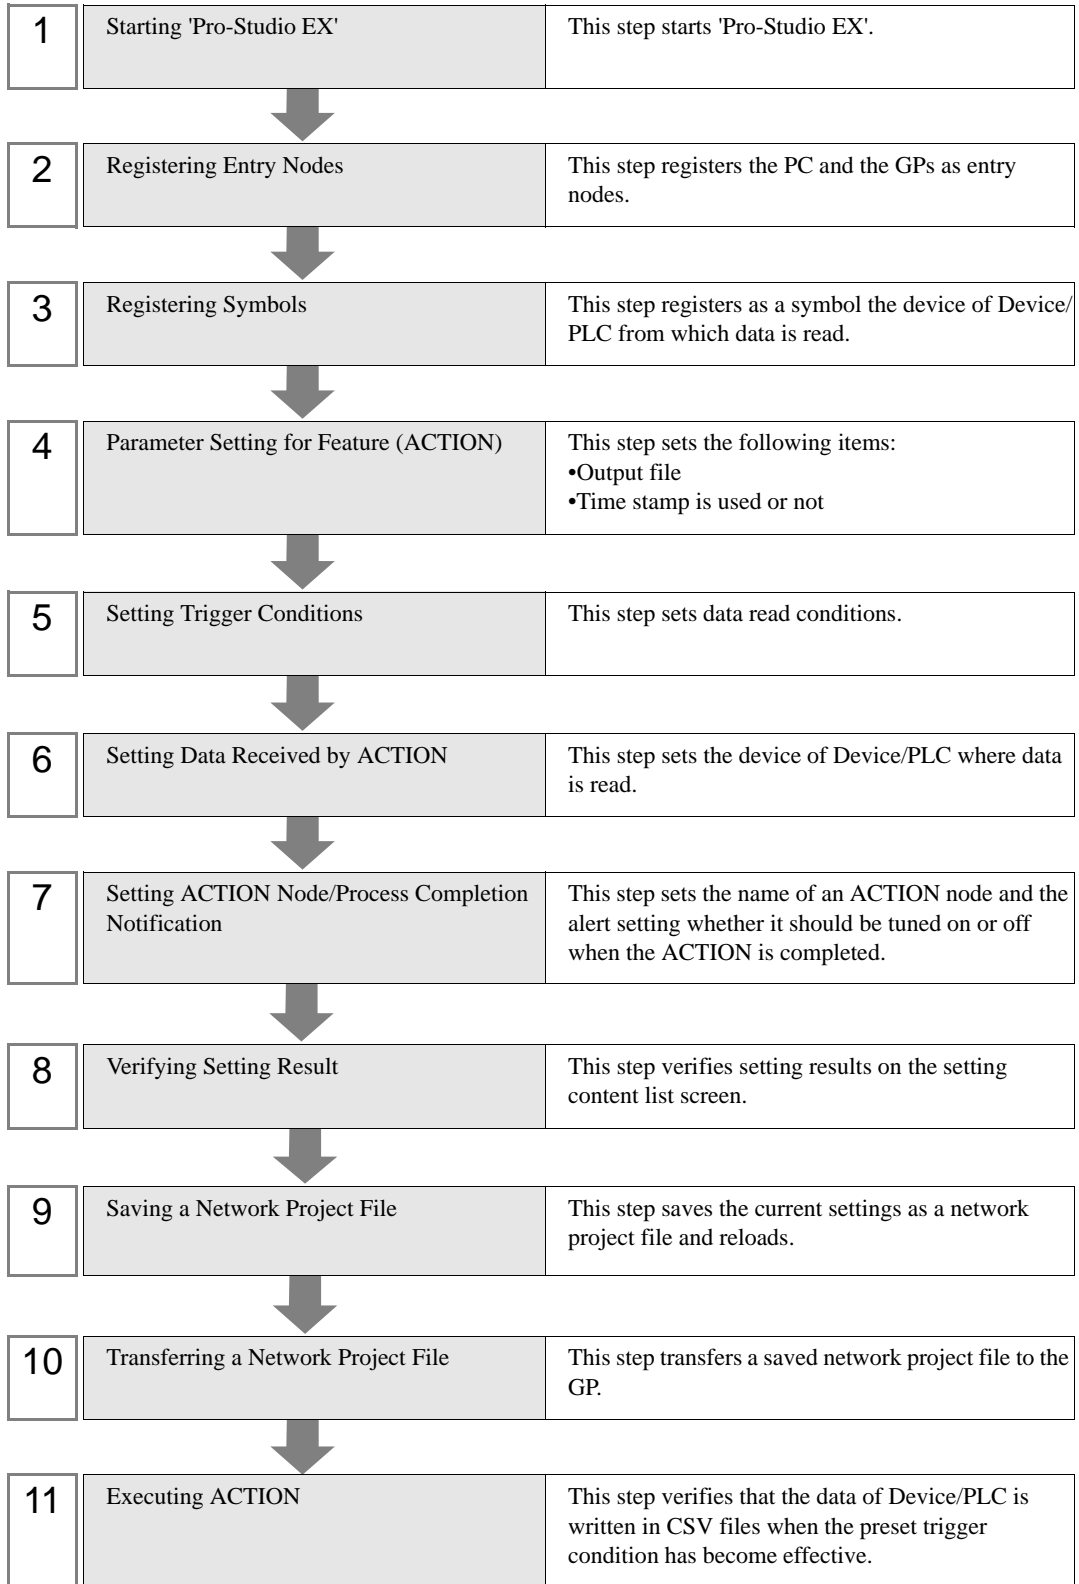 1
Starting 'Pro-Studio EX'
This step starts 'Pro-Studio EX'.
2
Registering Entry Nodes
This step registers the PC and the GPs as entry
nodes.
3
Registering Symbols
This step registers as a symbol the device of Device/
PLC from which data is read.
4
Parameter Setting for Feature (ACTION)
This step sets the following items:
•Output file
•Time stamp is used or not
5
Setting Trigger Conditions
This step sets data read conditions.
6
Setting Data Received by ACTION
This step sets the device of Device/PLC where data
is read.
7
Setting ACTION Node/Process Completion
Notification
This step sets the name of an ACTION node and the
alert setting whether it should be tuned on or off
when the ACTION is completed.
8
Verifying Setting Result
This step verifies setting results on the setting
content list screen.
9
Saving a Network Project File
This step saves the current settings as a network
project file and reloads.
10
Transferring a Network Project File
This step transfers a saved network project file to the
GP.
11
Executing ACTION
This step verifies that the data of Device/PLC is
written in CSV files when the preset trigger
condition has become effective.